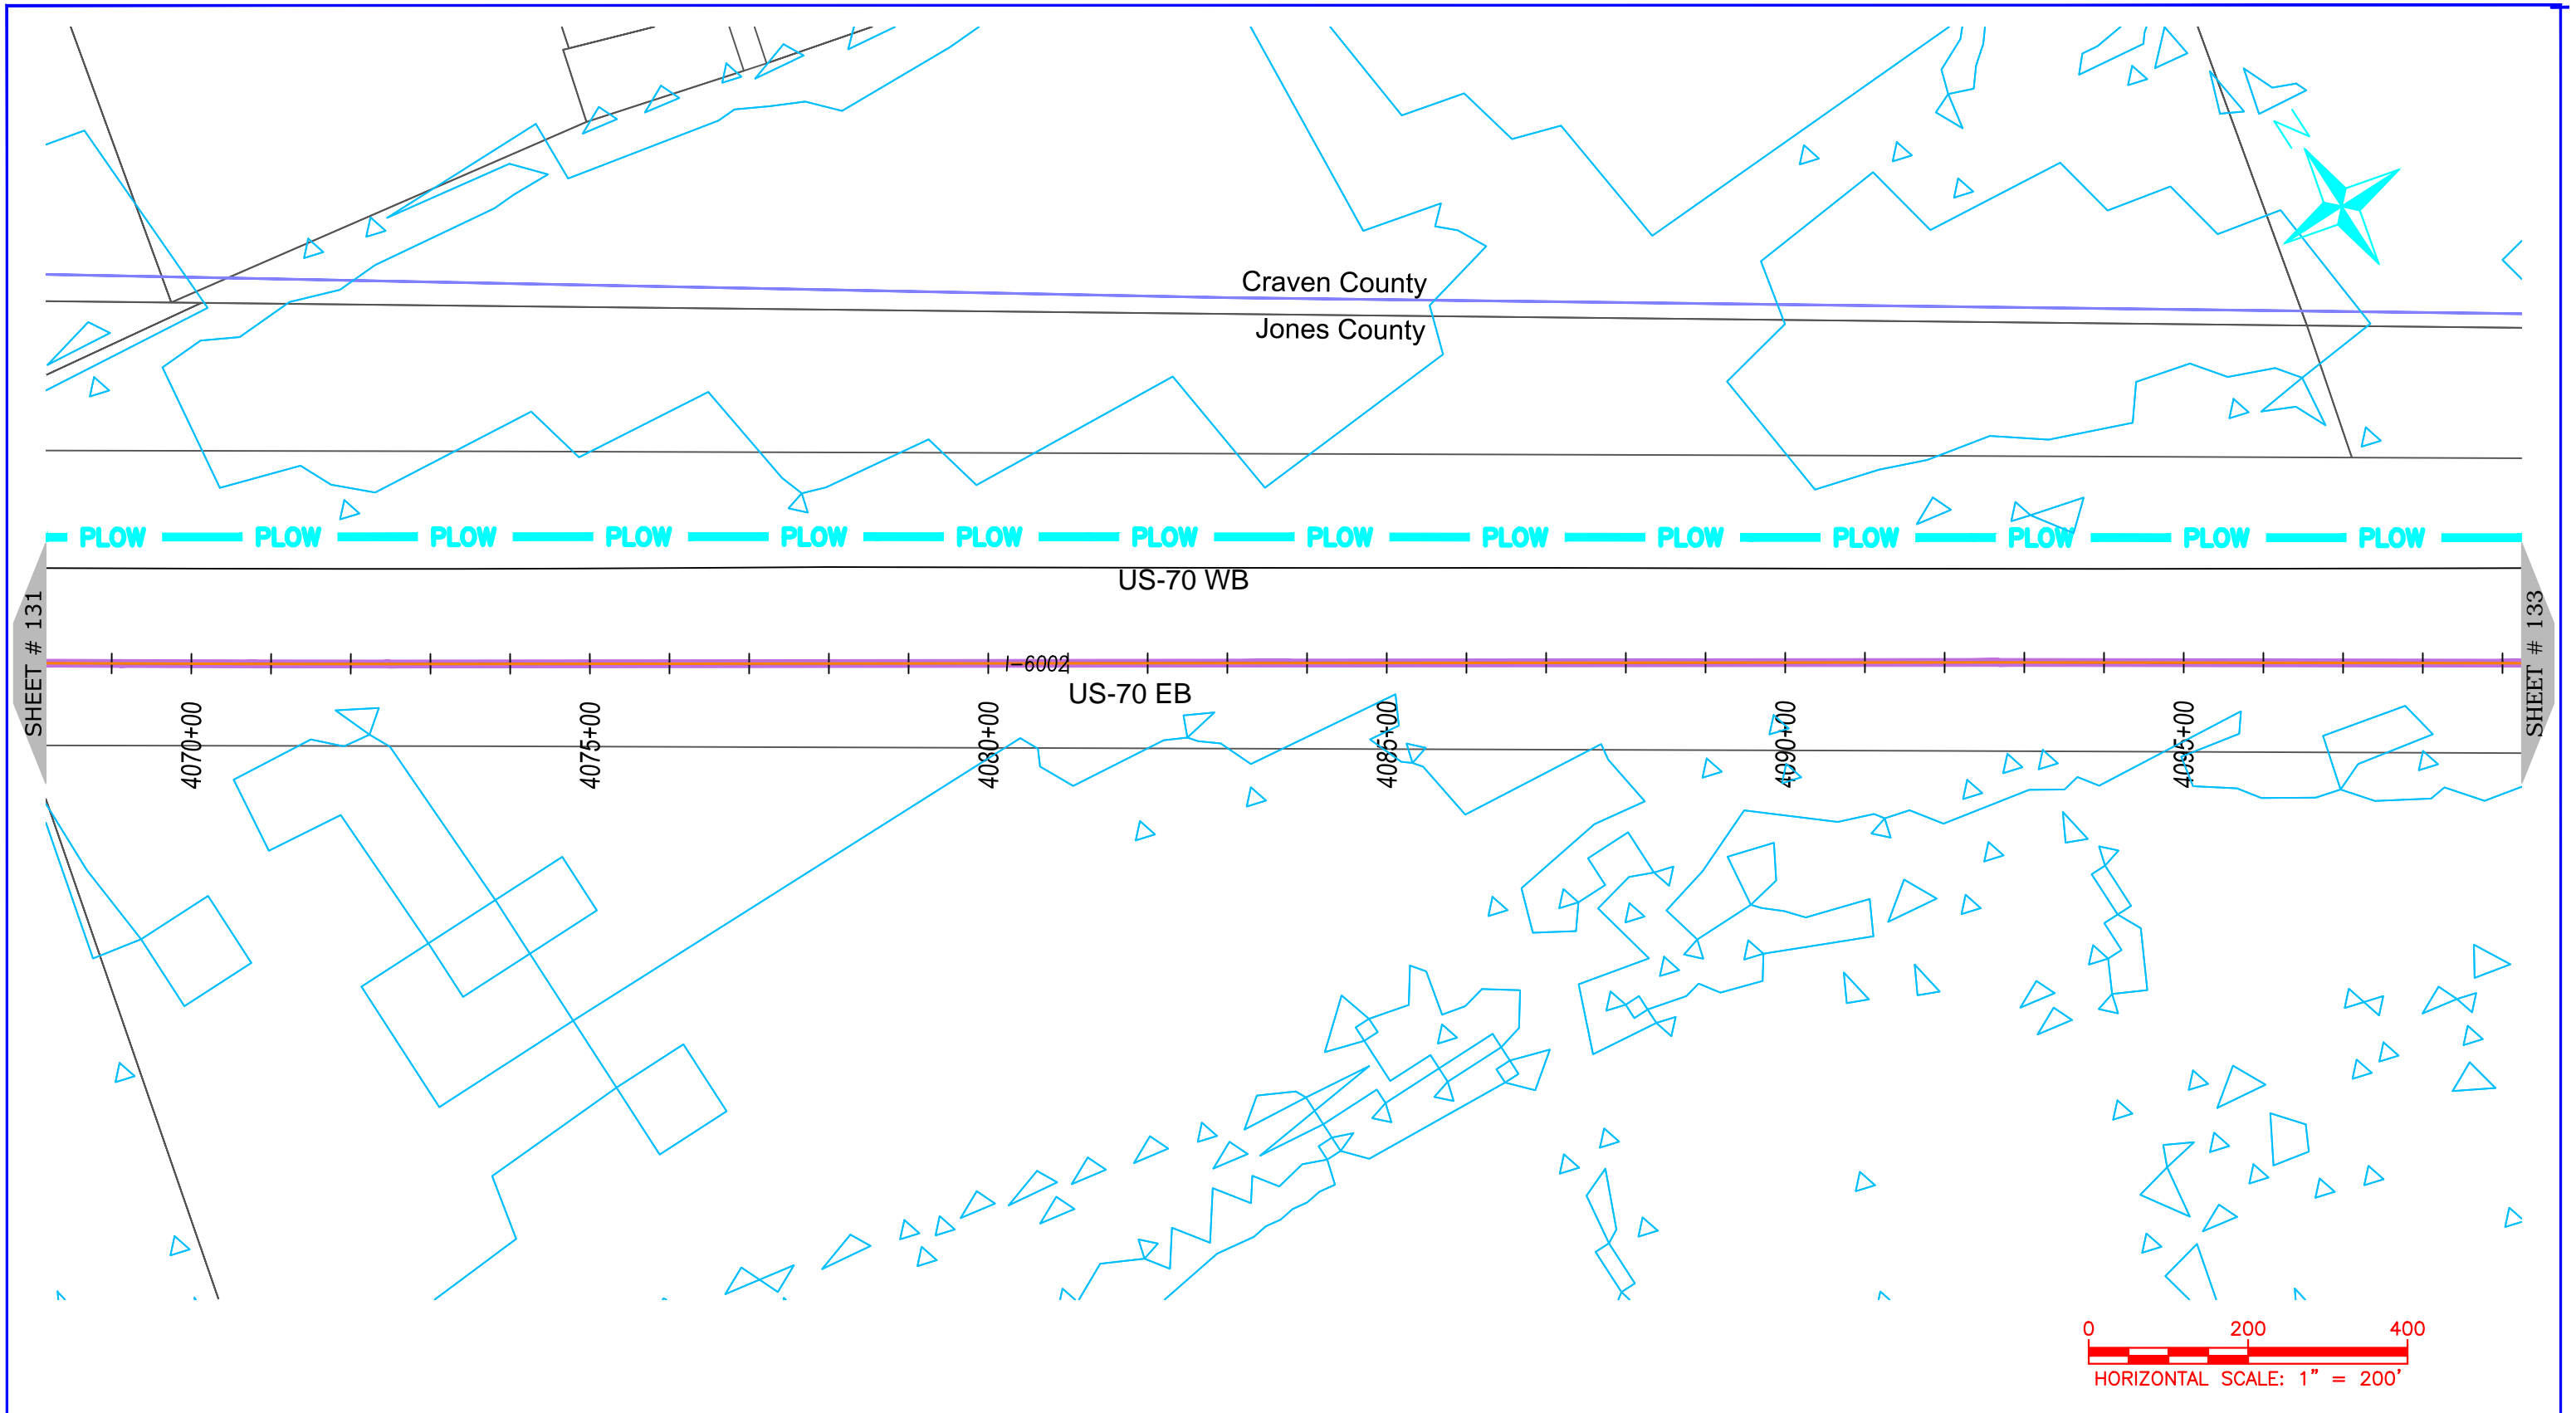 N
Craven County
Jones County
PLOW PLOW PLOW PLOW PLOW PLOW PLOW PLOW PLOW PLOW PLOW PLOW PLOW PLOW
US-70 WB
SHEET # 131
SHEET # 133
I-6002
US-70 EB
4070+00 4075+00 4080+00 4085+00 4090+00 4095+00
0 200 400
HORIZONTAL SCALE: 1" = 200'